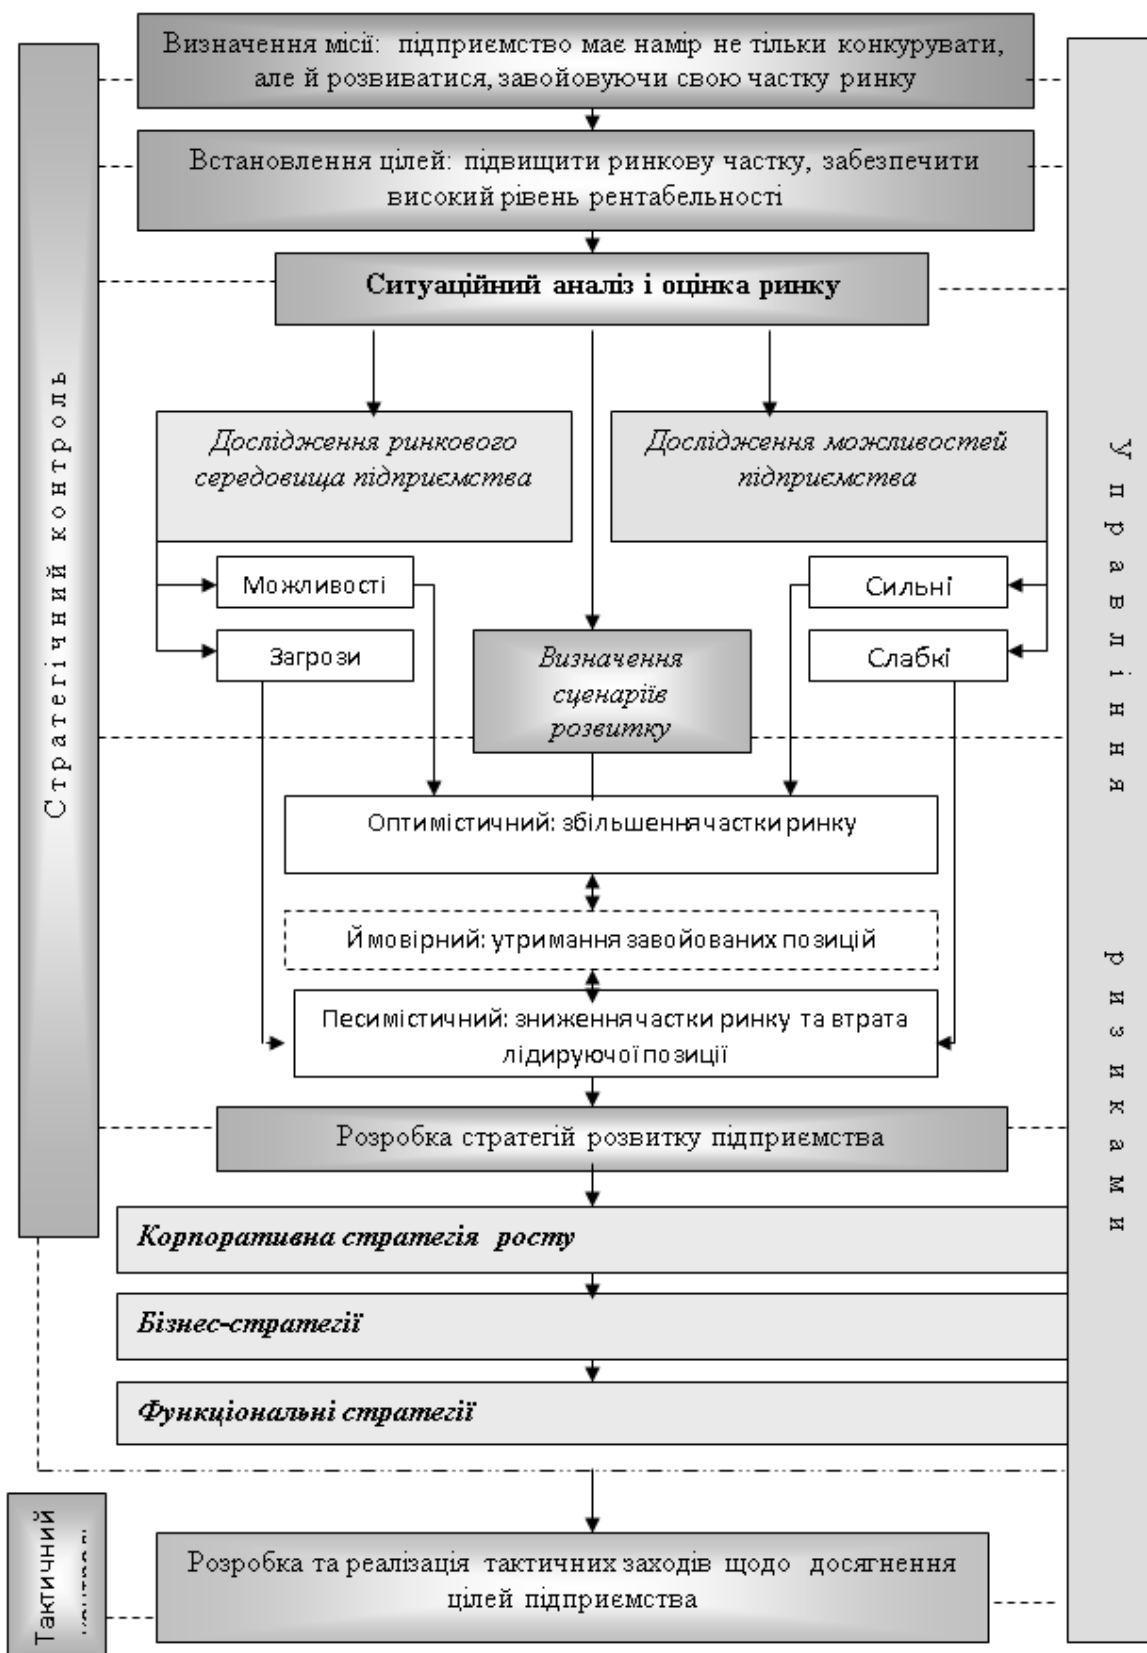 Визначення місії: підприємство має намір не тільки конкурувати,
але й розвиватися, завойовуючи свою частку ринку
Встановлення цілей: підвищити ринкову частку, забезпечити
високий рівень рентабельності
Ситуаційний аналіз і оцінка ринку
Стратегічний контроль
Управління ризиками
Дослідження ринкового
середовища підприємства
Дослідження можливостей
підприємства
Можливості
Загрози
Сильні
Слабкі
Визначення
сценаріїв
розвитку
Оптимістичний: збільшення частки ринку
Ймовірний: утримання завойованих позицій
Песимістичний: зниження частки ринку та втрата
лідируючої позиції
Розробка стратегій розвитку підприємства
Корпоративна стратегія росту
Бізнес-стратегії
Функціональні стратегії
Тактичний
Розробка та реалізація тактичних заходів щодо досягнення
цілей підприємства